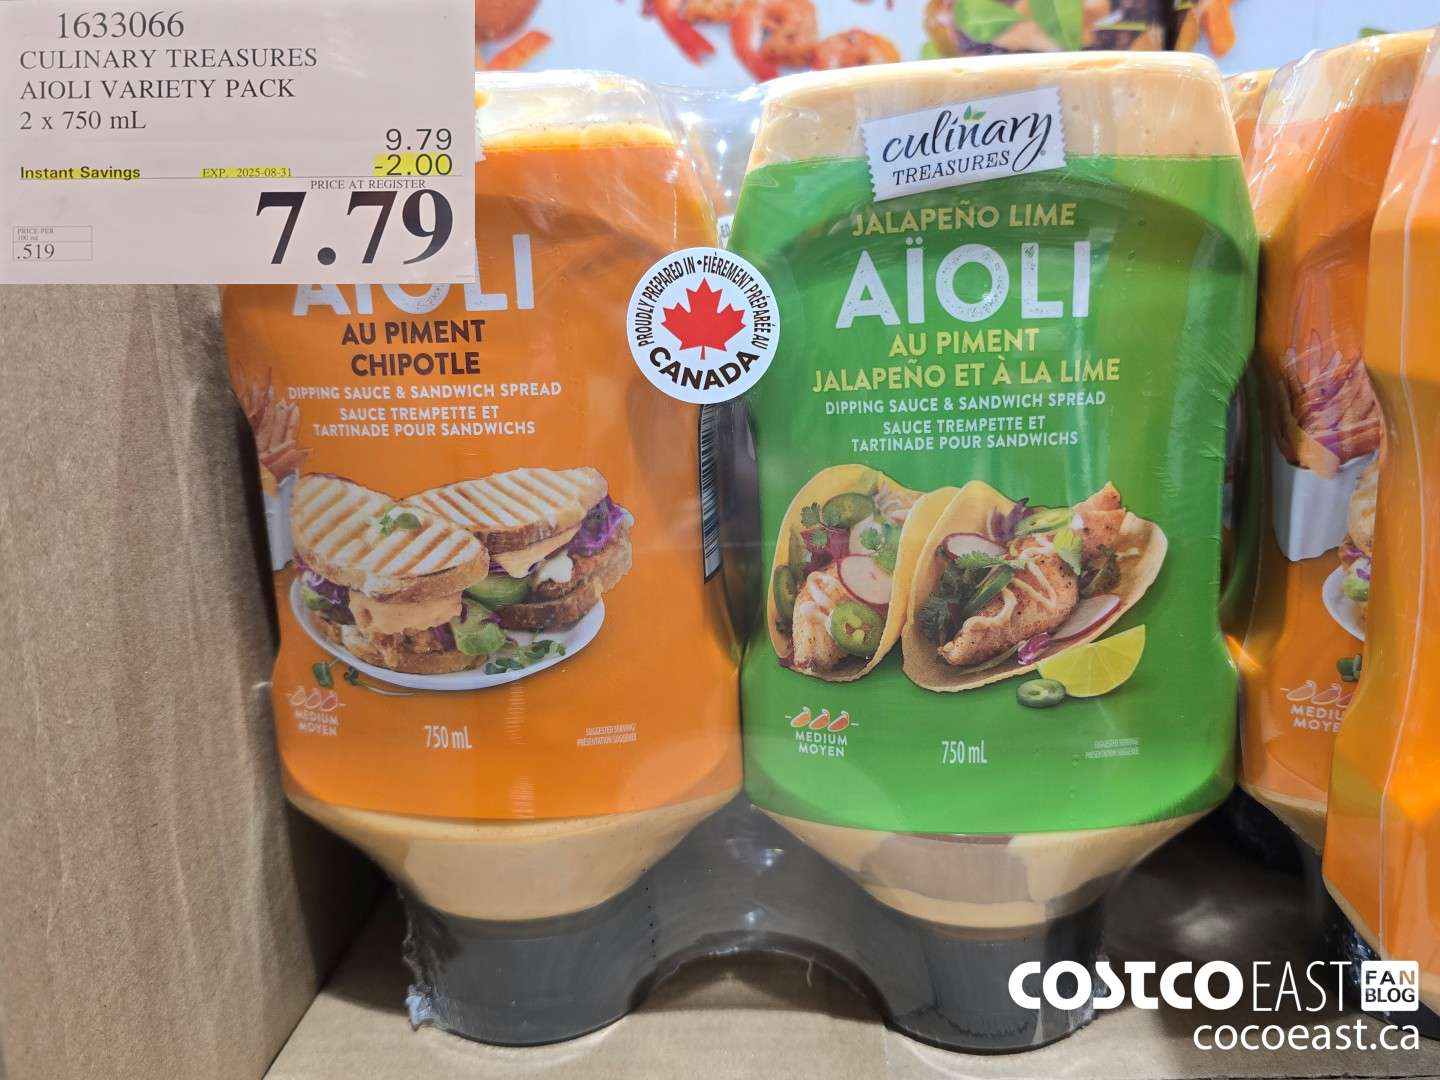 1633066
CULINARY TREASURES
AIOLI VARIETY PACK
2 x 750 mL
9.79
Instant Savings EXP. 2025-08-31 -2.00
PRICE AT REGISTER
7.79
PRICE PER
100 ml
.519
AÏOLI
AU PIMENT
CHIPOTLE
DIPPING SAUCE & SANDWICH SPREAD
SAUCE TREMPETTE ET
TARTINADE POUR SANDWICHS
MEDIUM
MOYEN
750 mL
SUGGESTED SERVING
PRÉSENTATION SUGGÉRÉE
PROUDLY PREPARED IN • FIÈREMENT PRÉPARÉE AU
CANADA
culinary
TREASURES
JALAPEÑO LIME
AÏOLI
AU PIMENT
JALAPEÑO ET À LA LIME
DIPPING SAUCE & SANDWICH SPREAD
SAUCE TREMPETTE ET
TARTINADE POUR SANDWICHS
MEDIUM
MOYEN
750 mL
SUGGESTED SERVING
PRÉSENTATION SUGGÉRÉE
MEDIU
MOYE
COSTCO EAST FAN
BLOG
cocoeast.ca